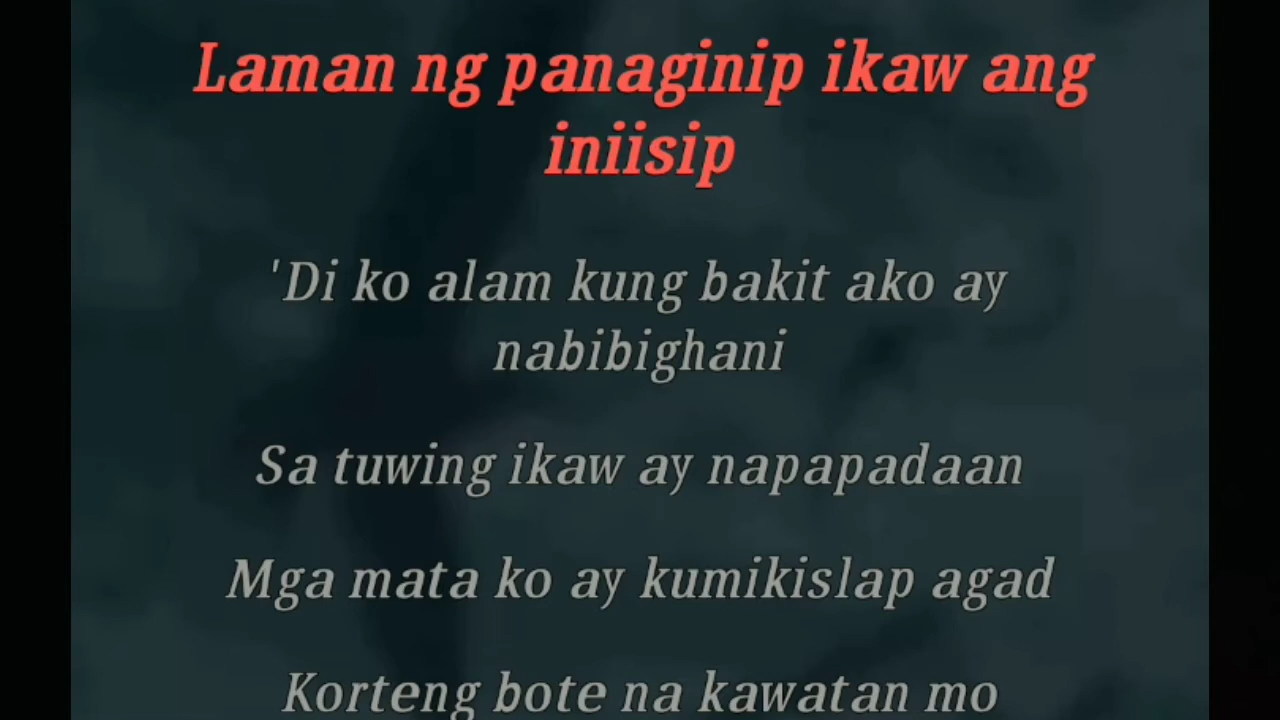 Laman ng panaginip ikaw ang
iniisip
'Di ko alam kung bakit ako ay
nabibighani
Sa tuwing ikaw ay napapadaan
Mga mata ko ay kumikislap agad
Korteng bote na kawatan mo